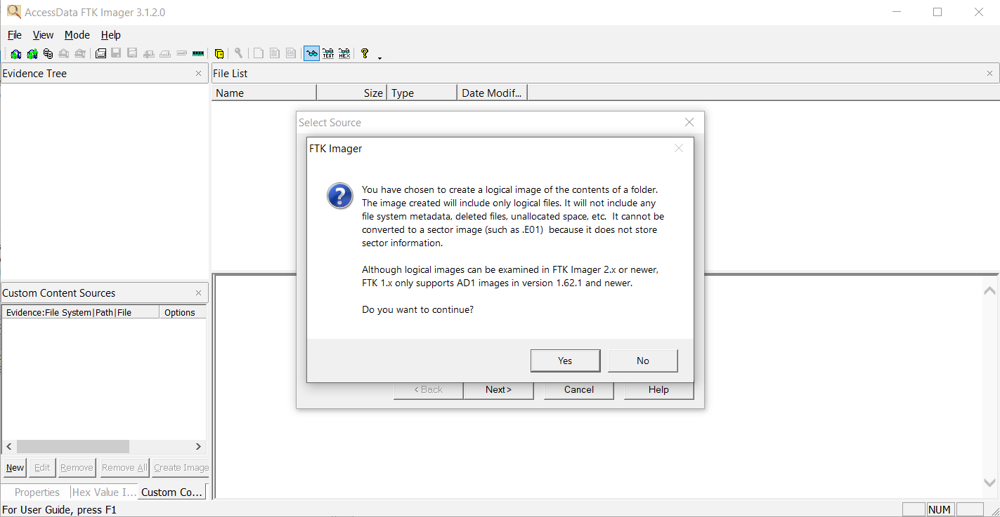 AccessData FTK Imager 3.1.2.0
File View Mode Help
TEXT HEX ?
Evidence Tree
File List
Name Size Type Date Modif...
Select Source
FTK Imager
?
You have chosen to create a logical image of the contents of a folder.
The image created will include only logical files. It will not include any
file system metadata, deleted files, unallocated space, etc. It cannot be
converted to a sector image (such as .E01) because it does not store
sector information.
Although logical images can be examined in FTK Imager 2.x or newer,
FTK 1.x only supports AD1 images in version 1.62.1 and newer.
Do you want to continue?
Yes No
< Back Next > Cancel Help
Custom Content Sources
Evidence:File System|Path|File Options
New Edit Remove Remove All Create Image
Properties Hex Value I... Custom Co...
For User Guide, press F1
NUM